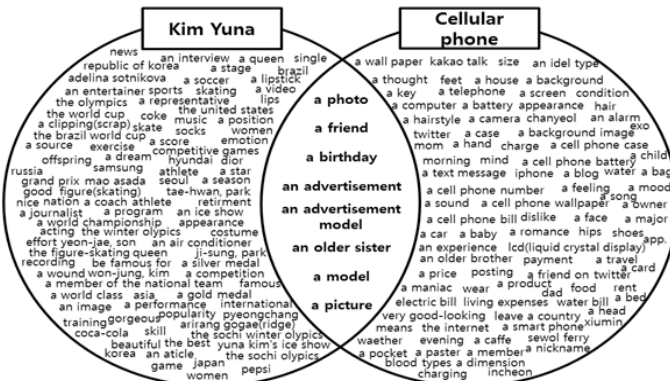 Kim Yuna
Cellular
phone
news
an interview a queen single
republic of korea a stage brazil
adelina sotnikova a soccer a lipstick
an entertainer sports skating a video
the olympics a representative lips
the world cup coke the united states
a clipping(scrap) skate music a position
the brazil world cup socks women
a source exercise a score emotion
offspring a dream competitive games
russia samsung hyundai dior
athlete a star
grand prix mao asada seoul a season
good figure(skating) tae-hwan, park
nice nation a coach athlete retirment
a journalist a program an ice show
a world championship appearance
acting the winter olypics costume
effort yeon-jae, son an air conditioner
the figure-skating queen ji-sung, park
recording be famous for a silver medal
a wound won-jung, kim a competition
a member of the national team famous
a world class asia a gold medal
an image a performance international
training gorgeous popularity pyeongchang
coca-cola skill arirang gogae(ridge)
the sochi winter olypics
beautiful the best yuna kim's ice show
korea an aticle the sochi olypics
game japan pepsi
women
a photo
a friend
a birthday
an advertisement
an advertisement
model
an older sister
a model
a picture
a wall paper kakao talk size an idel type
a thought feet a house a background
a key a telephone a screen condition
a computer a battery appearance hair
a hairstyle a camera chanyeol an alarm
twitter a case a background image exo
mom a hand charge a cell phone case
morning mind a cell phone battery a child
a text message iphone a blog water a bag
a cell phone number a feeling a mood
a sound a cell phone wallpaper a song
a owner
a cell phone bill dislike a face a major
a car a baby a romance hips shoes
an experience lcd(liquid crystal display) app.
an older brother payment a travel
a price posting a friend on twitter a card
a maniac wear a product dad food rent
electric bill living expenses water bill a bed
very good-looking leave a country a head
means the internet a smart phone xiumin
waether evening a caffe sewol ferry
a pocket a paster a member a nickname
blood types a dimension
charging incheon